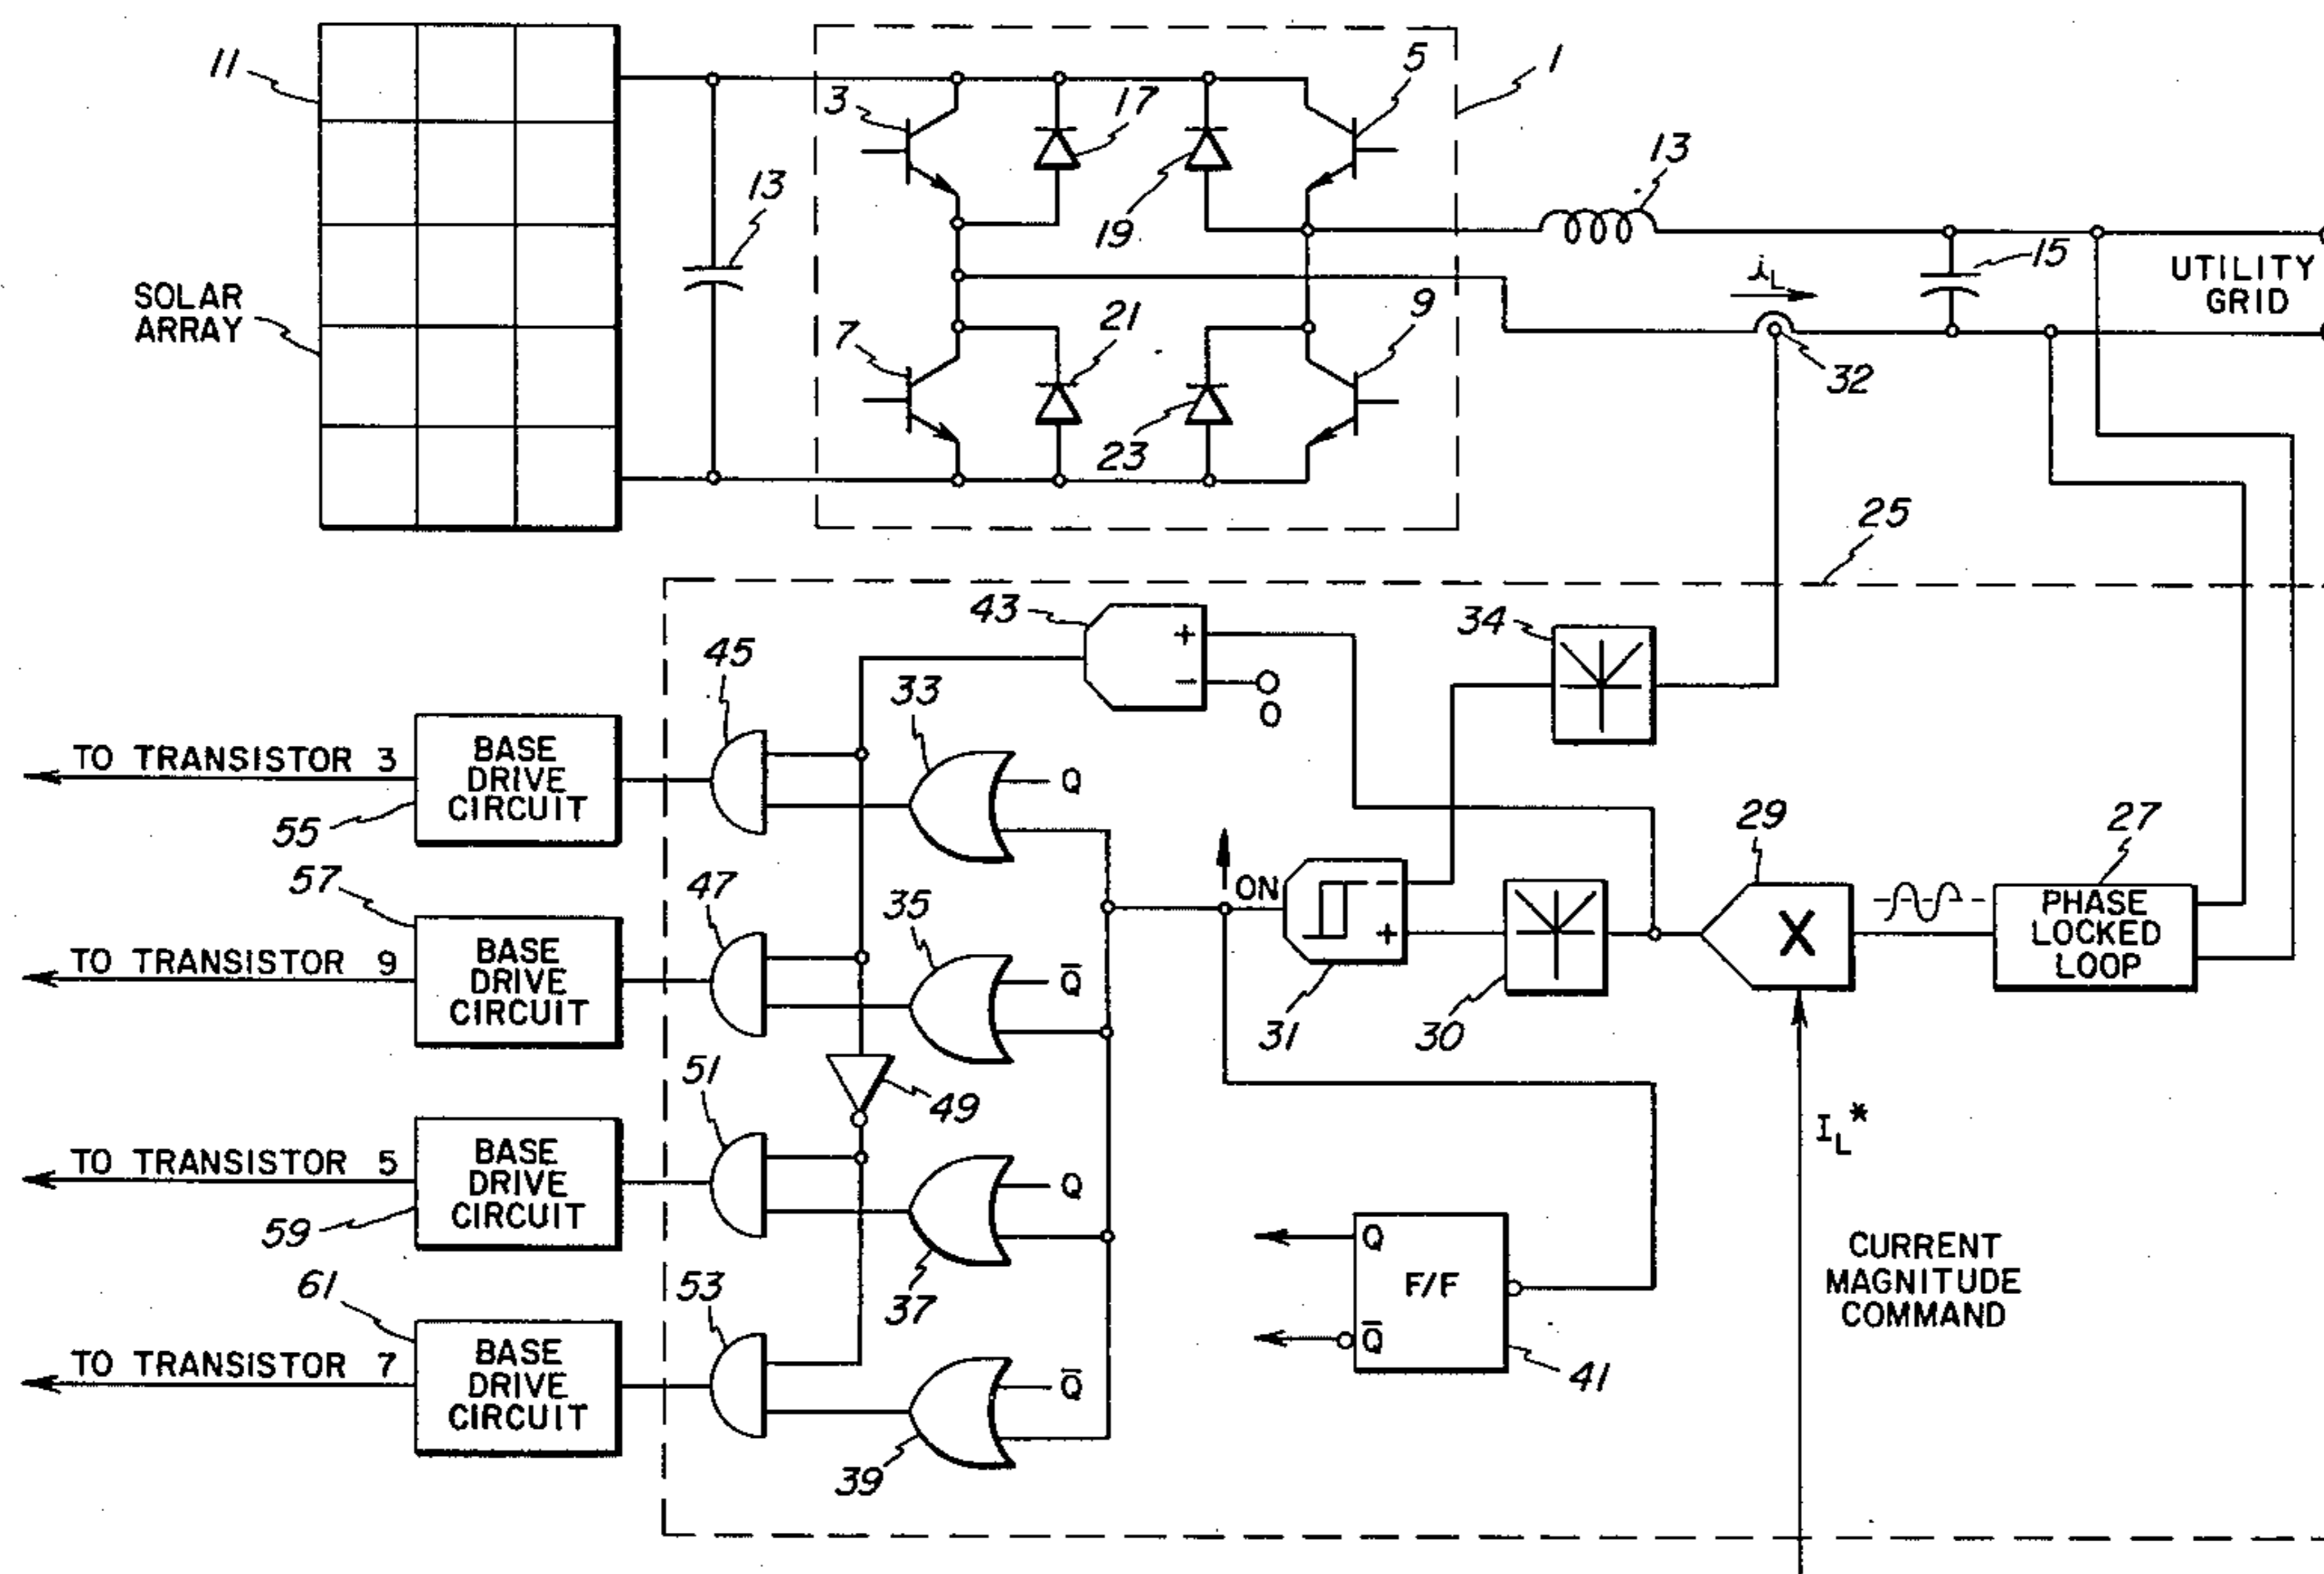 11
SOLAR
ARRAY
13
3
17
5
1
19
7
21
9
23
13
i_L
15
UTILITY
GRID
32
25
43
+
−
O
34
45
33
Q
TO TRANSISTOR 3
BASE
DRIVE
CIRCUIT
55
57
47
35
Q̅
TO TRANSISTOR 9
BASE
DRIVE
CIRCUIT
ON
−
+
31
30
29
X
27
PHASE
LOCKED
LOOP
I_L*
51
49
Q
TO TRANSISTOR 5
BASE
DRIVE
CIRCUIT
59
37
61
53
Q̅
TO TRANSISTOR 7
BASE
DRIVE
CIRCUIT
39
Q
F/F
Q̅
41
CURRENT
MAGNITUDE
COMMAND